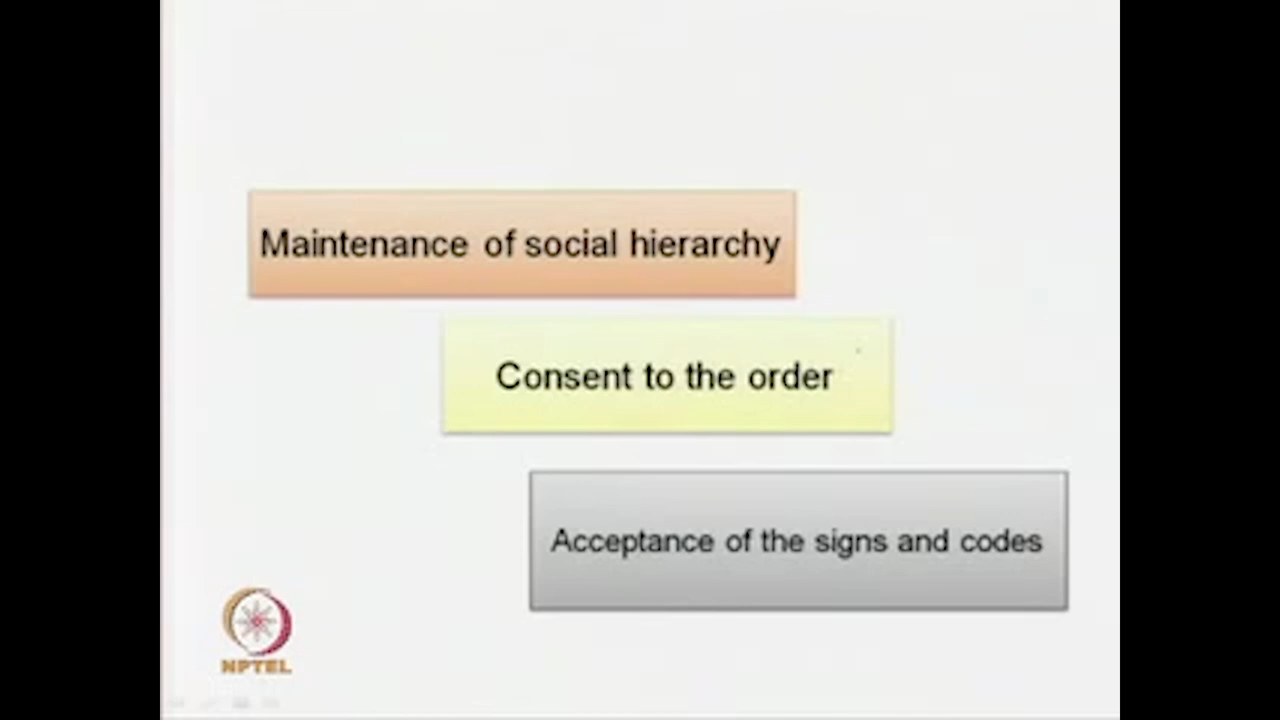 Maintenance of social hierarchy
Consent to the order
Acceptance of the signs and codes
NPTEL